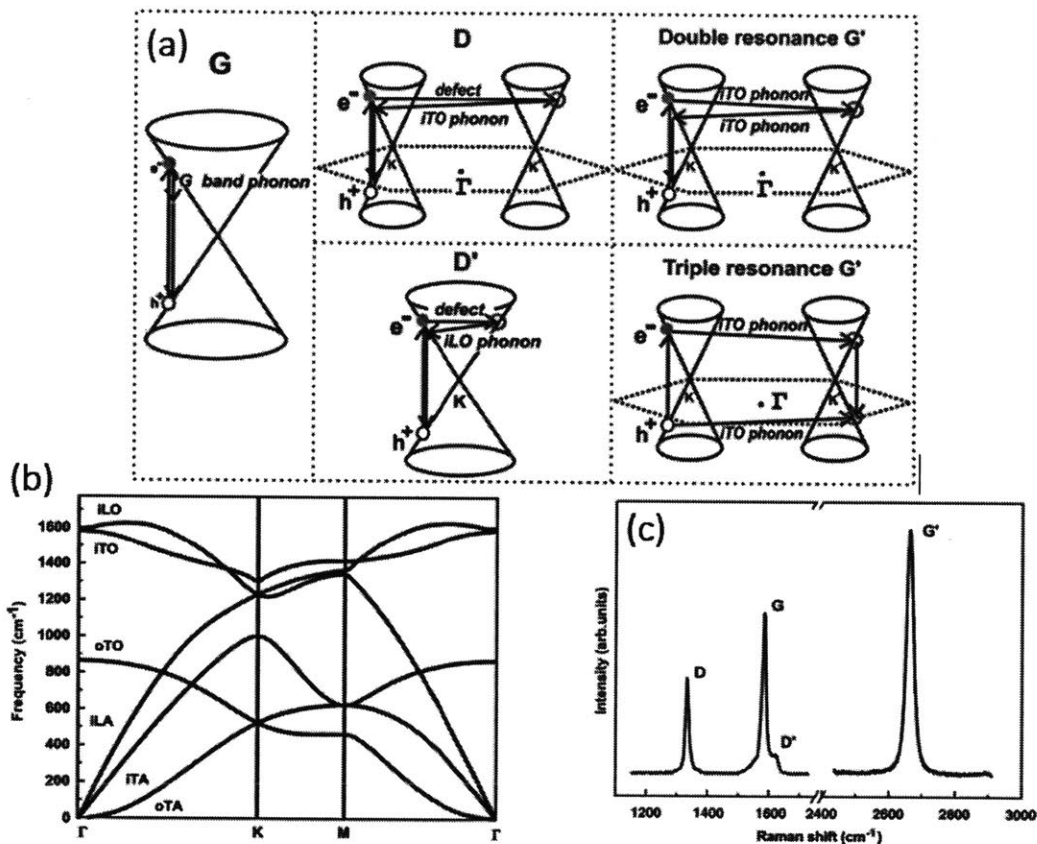 (a)
G
e⁻
G band phonon
h⁺
D
e⁻
defect
iTO phonon
K
Γ
h⁺
Double resonance G'
e⁻
iTO phonon
iTO phonon
K
K
Γ
h⁺
D'
e⁻
defect
iLO phonon
K
h⁺
Triple resonance G'
e⁻
iTO phonon
K
K
Γ
h⁺
iTO phonon
(b)
Frequency (cm⁻¹)
1600
1400
1200
1000
800
600
400
200
0
iLO
iTO
oTO
iLA
iTA
oTA
Γ
K
M
Γ
(c)
Intensity (arb.units)
D
G
D'
G'
1200
1400
1600
2400
2600
2800
3000
Raman shift (cm⁻¹)